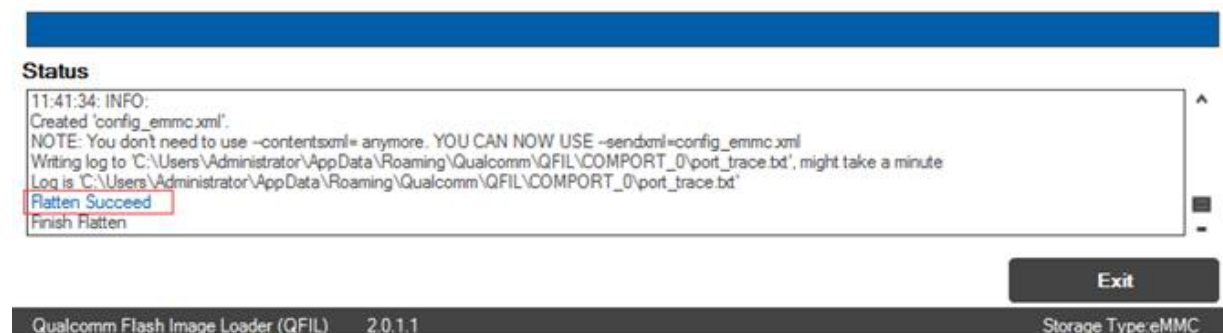 Status
11:41:34: INFO:
Created 'config_emmc.xml'.
NOTE: You don't need to use --contentsxml= anymore. YOU CAN NOW USE --sendxml=config_emmc.xml
Writing log to 'C:\Users\Administrator\AppData\Roaming\Qualcomm\QFIL\COMPORT_0\port_trace.txt', might take a minute
Log is 'C:\Users\Administrator\AppData\Roaming\Qualcomm\QFIL\COMPORT_0\port_trace.txt'
Flatten Succeed
Finish Flatten
Exit
Qualcomm Flash Image Loader (QFIL) 2.0.1.1 Storage Type:eMMC